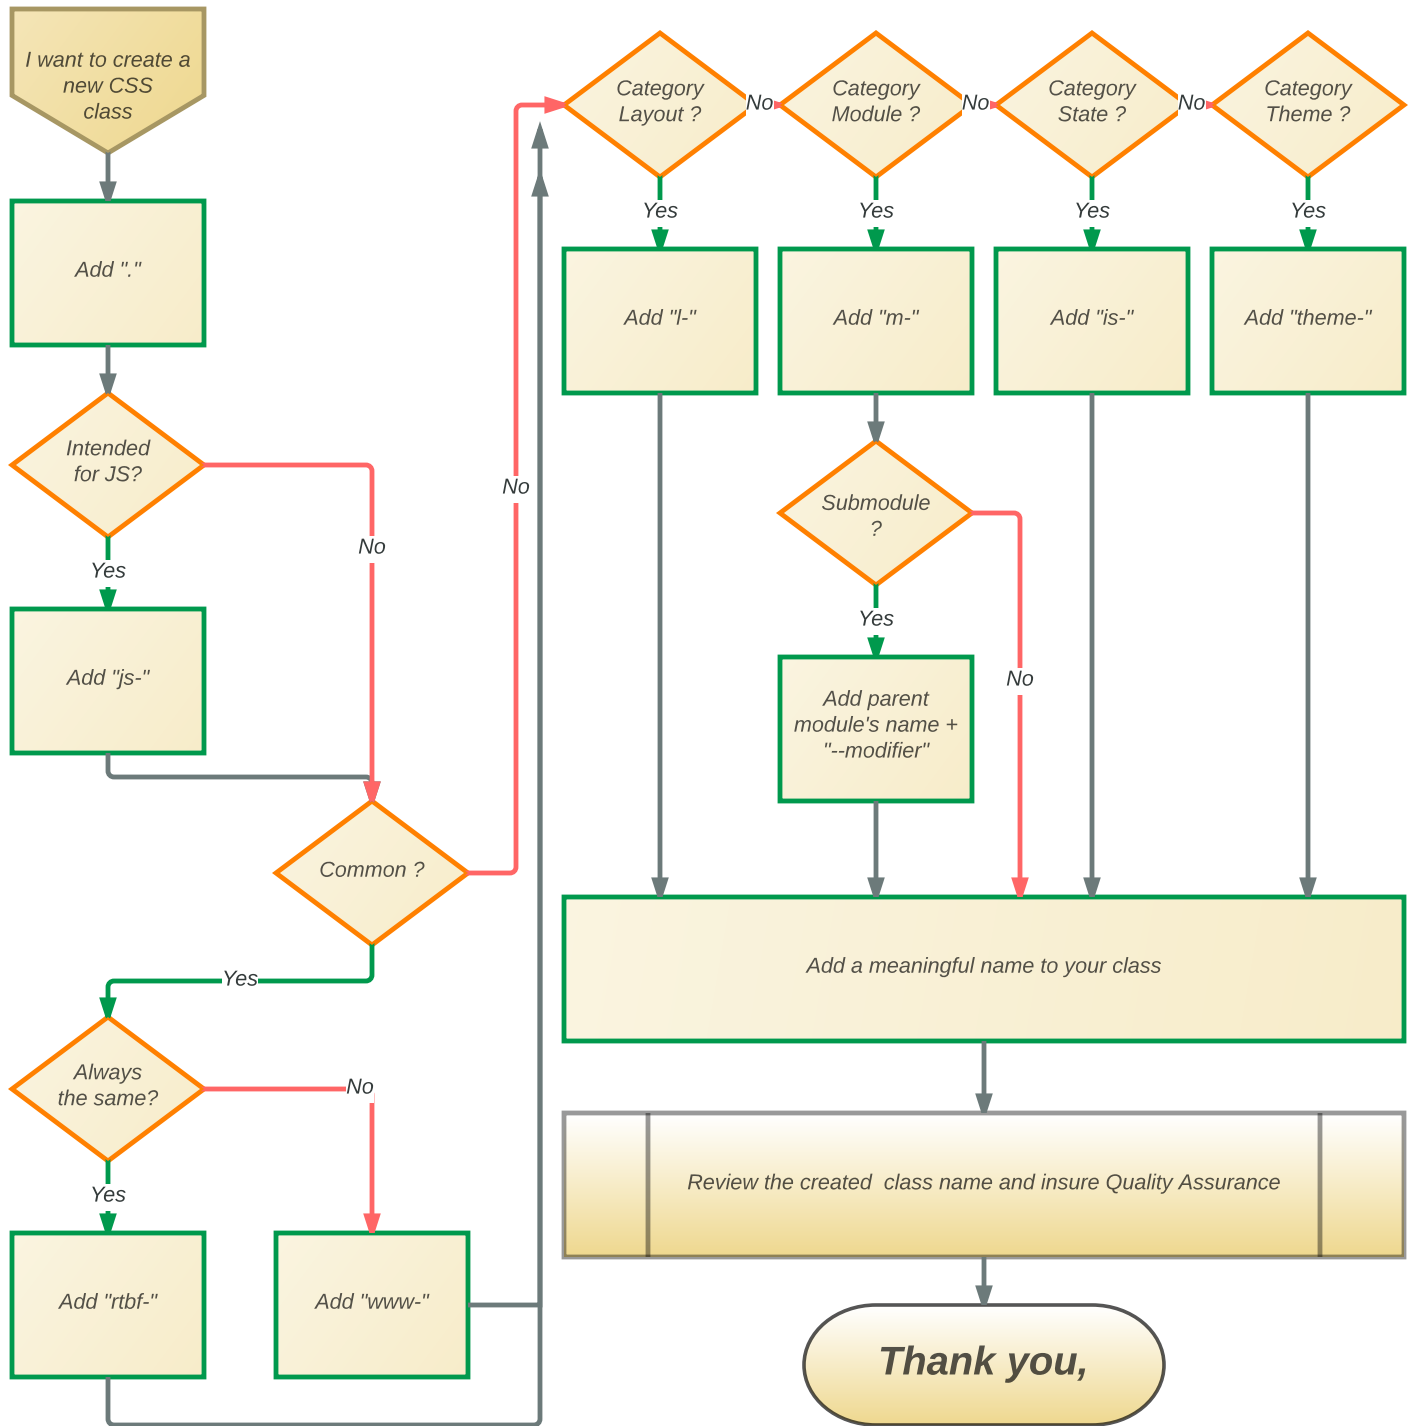 I want to create a
new CSS
class
Add "."
Intended
for JS?
No
Yes
Add "js-"
Common ?
No
Yes
Always
the same?
No
Yes
Add "rtbf-"
Add "www-"
Category
Layout ?
No
Category
Module ?
No
Category
State ?
No
Category
Theme ?
Yes
Yes
Yes
Yes
Add "l-"
Add "m-"
Add "is-"
Add "theme-"
Submodule
?
Yes
No
Add parent
module's name +
"--modifier"
Add a meaningful name to your class
Review the created  class name and insure Quality Assurance
Thank you,